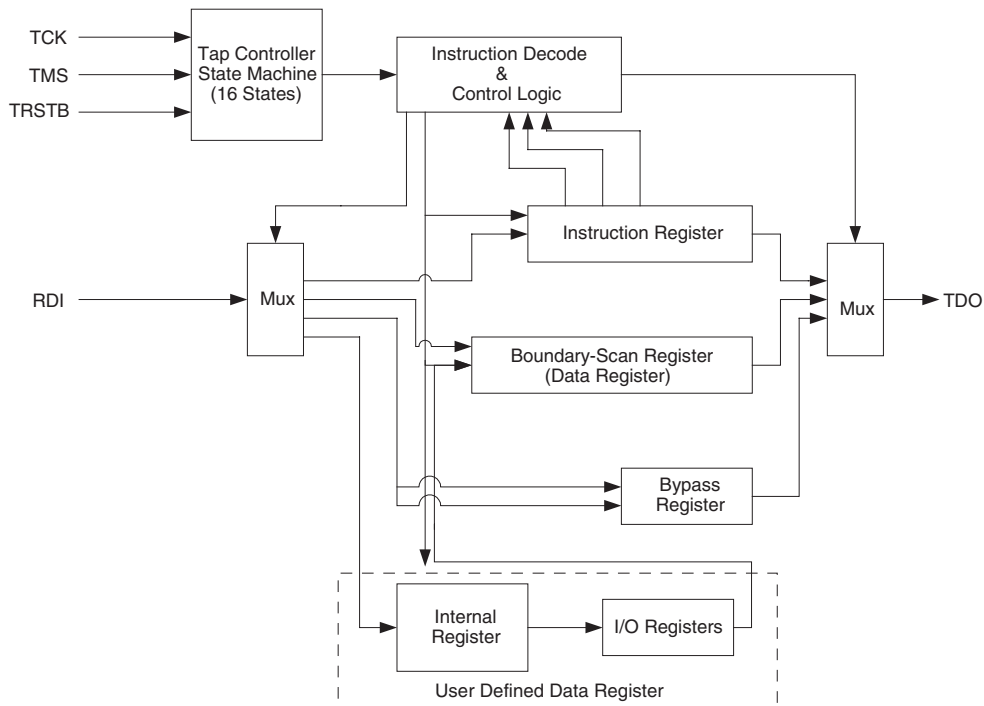 TCK
TMS
TRSTB
Tap Controller
State Machine
(16 States)
Instruction Decode
&
Control Logic
Instruction Register
RDI
Mux
Mux
TDO
Boundary-Scan Register
(Data Register)
Bypass
Register
Internal
Register
I/O Registers
User Defined Data Register